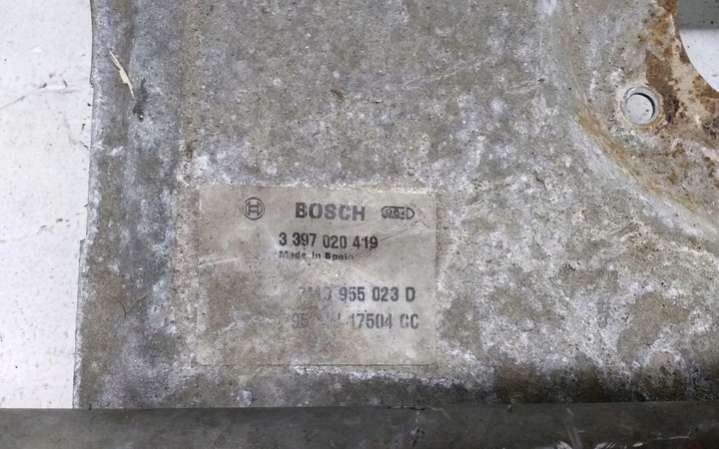 BOSCH
3 397 020 419
Made in Spain
955 023 D
17504 CC